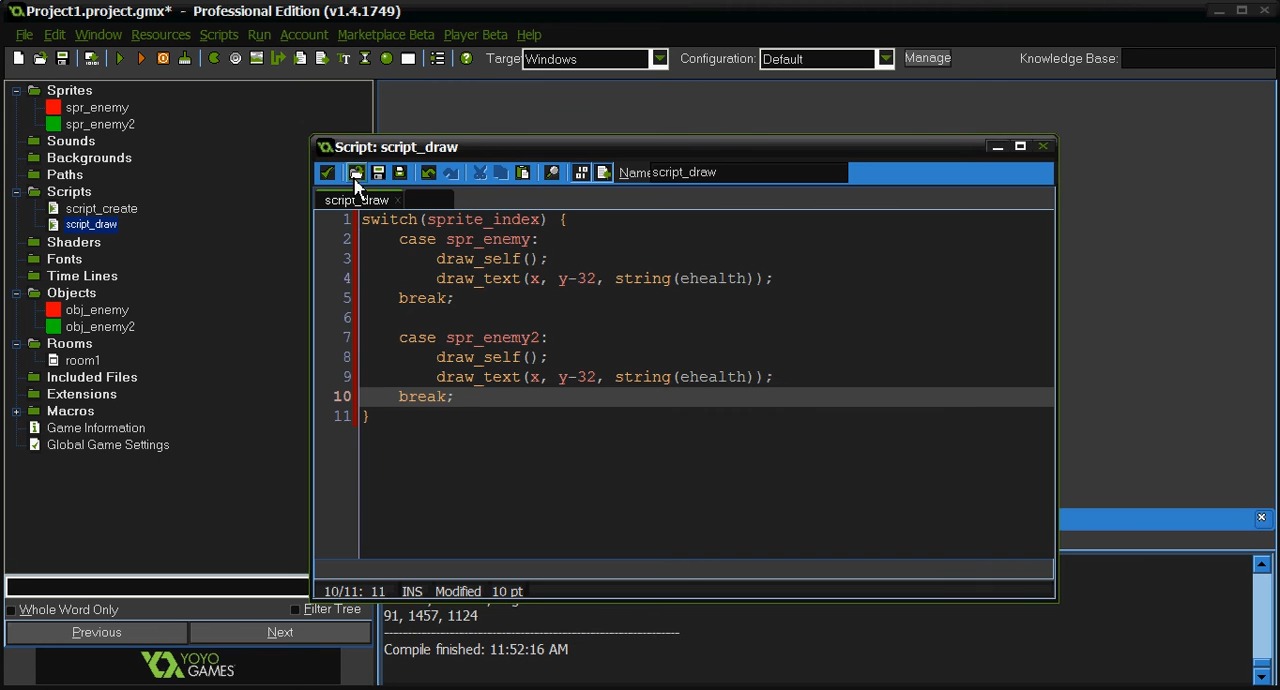 Project1.project.gmx* - Professional Edition (v1.4.1749)
File Edit Window Resources Scripts Run Account Marketplace Beta Player Beta Help
Target Windows Configuration: Default Manage Knowledge Base:
Sprites
spr_enemy
spr_enemy2
Sounds
Backgrounds
Paths
Scripts
script_create
script_draw
Shaders
Fonts
Time Lines
Objects
obj_enemy
obj_enemy2
Rooms
room1
Included Files
Extensions
Macros
Game Information
Global Game Settings
Whole Word Only Filter Tree
Previous Next
YOYO
GAMES
Script: script_draw
Name script_draw
script_draw
1 switch(sprite_index) {
2 case spr_enemy:
3 draw_self();
4 draw_text(x, y-32, string(ehealth));
5 break;
6
7 case spr_enemy2:
8 draw_self();
9 draw_text(x, y-32, string(ehealth));
10 break;
11 }
10/11: 11 INS Modified 10 pt
91, 1457, 1124
Compile finished: 11:52:16 AM